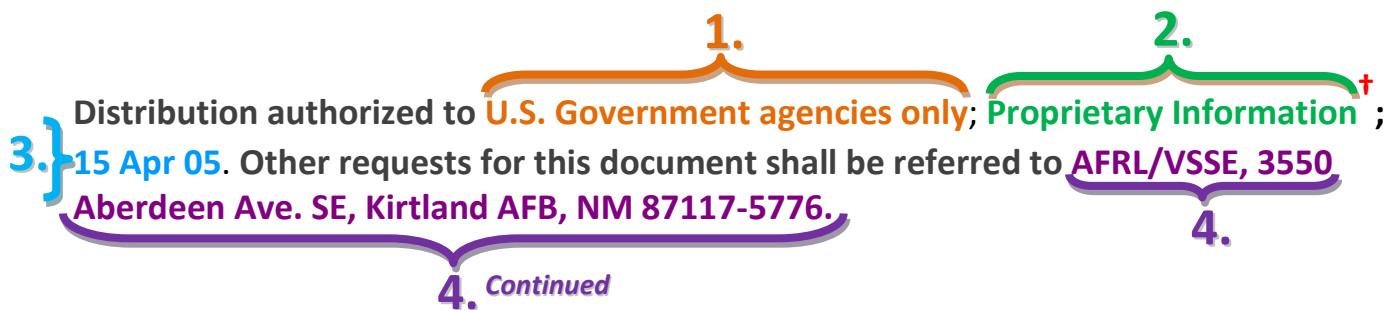 1. 2.
Distribution authorized to U.S. Government agencies only; Proprietary Information† ;
3. 15 Apr 05. Other requests for this document shall be referred to AFRL/VSSE, 3550
Aberdeen Ave. SE, Kirtland AFB, NM 87117-5776.
4.
4. Continued